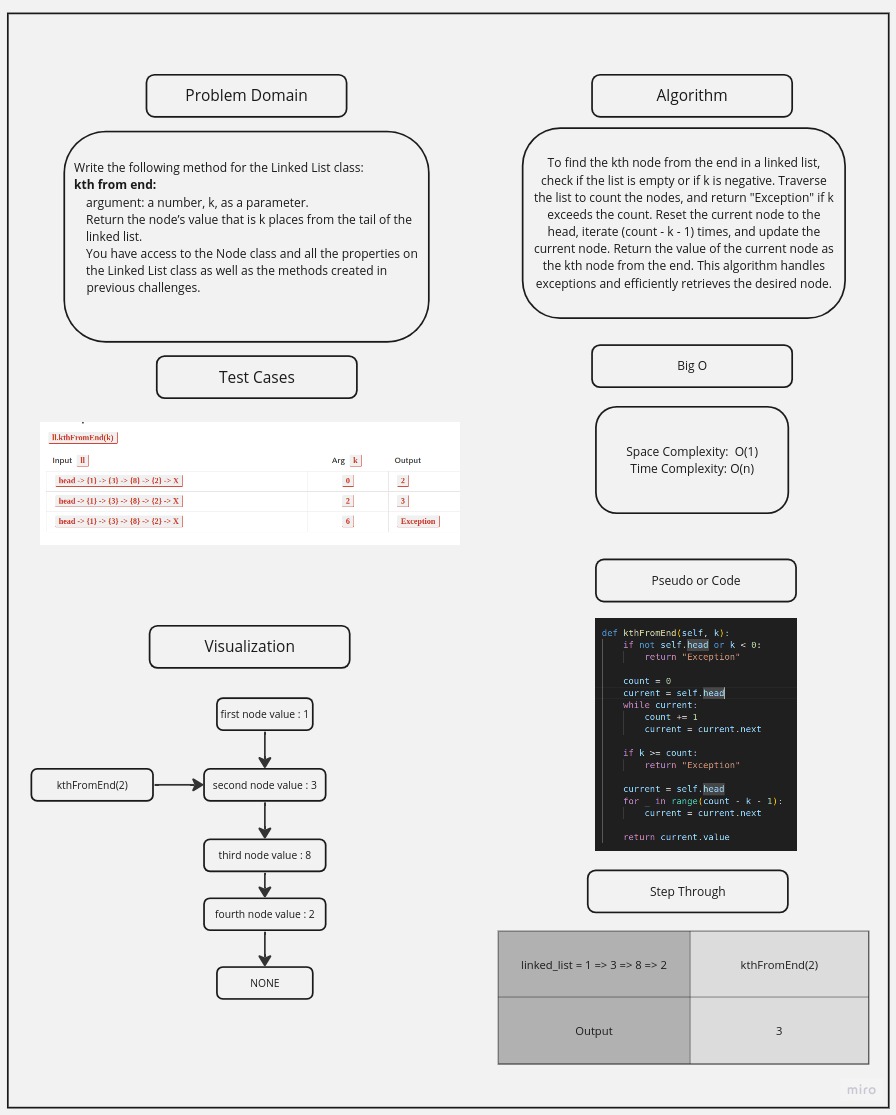 Problem Domain
Write the following method for the Linked List class:
kth from end:
argument: a number, k, as a parameter.
Return the node's value that is k places from the tail of the
linked list.
You have access to the Node class and all the properties on
the Linked List class as well as the methods created in
previous challenges.
Test Cases
ll.kthFromEnd(k)
Input ll Arg k Output
head -> {1} -> {3} -> {8} -> {2} -> X 0 2
head -> {1} -> {3} -> {8} -> {2} -> X 2 3
head -> {1} -> {3} -> {8} -> {2} -> X 6 Exception
Visualization
first node value : 1
kthFromEnd(2)
second node value : 3
third node value : 8
fourth node value : 2
NONE
Algorithm
To find the kth node from the end in a linked list,
check if the list is empty or if k is negative. Traverse
the list to count the nodes, and return "Exception" if k
exceeds the count. Reset the current node to the
head, iterate (count - k - 1) times, and update the
current node. Return the value of the current node as
the kth node from the end. This algorithm handles
exceptions and efficiently retrieves the desired node.
Big O
Space Complexity: O(1)
Time Complexity: O(n)
Pseudo or Code
def kthFromEnd(self, k):
if not self.head or k < 0:
return "Exception"
count = 0
current = self.head
while current:
count += 1
current = current.next
if k >= count:
return "Exception"
current = self.head
for _ in range(count - k - 1):
current = current.next
return current.value
Step Through
linked_list = 1 => 3 => 8 => 2 kthFromEnd(2)
Output 3
miro